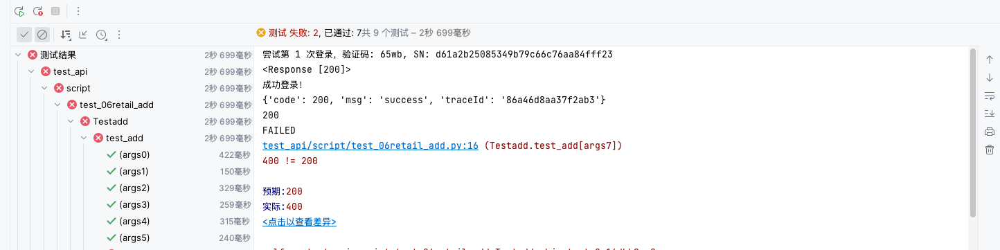 测试 失败: 2, 已通过: 7共 9 个测试 – 2秒 699毫秒
测试结果 2秒 699毫秒
test_api 2秒 699毫秒
script 2秒 699毫秒
test_06retail_add 2秒 699毫秒
Testadd 2秒 699毫秒
test_add 2秒 699毫秒
(args0) 422毫秒
(args1) 150毫秒
(args2) 329毫秒
(args3) 259毫秒
(args4) 315毫秒
(args5) 240毫秒
尝试第 1 次登录，验证码: 65wb, SN: d61a2b25085349b79c66c76aa84fff23
<Response [200]>
成功登录！
{'code': 200, 'msg': 'success', 'traceId': '86a46d8aa37f2ab3'}
200
FAILED
test_api/script/test_06retail_add.py:16 (Testadd.test_add[args7])
400 != 200
预期:200
实际:400
<点击以查看差异>